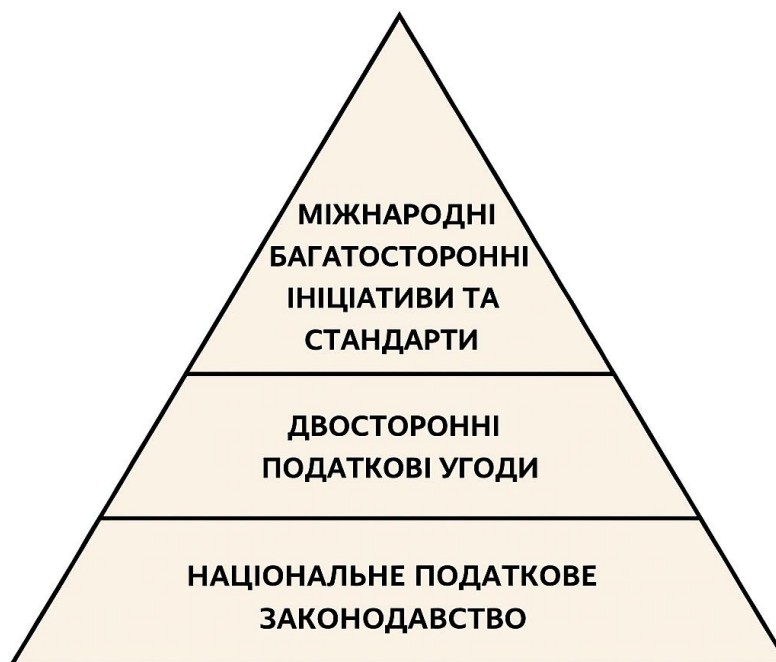 МІЖНАРОДНІ
БАГАТОСТОРОННІ
ІНІЦІАТИВИ ТА
СТАНДАРТИ
ДВОСТОРОННІ
ПОДАТКОВІ УГОДИ
НАЦІОНАЛЬНЕ ПОДАТКОВЕ
ЗАКОНОДАВСТВО